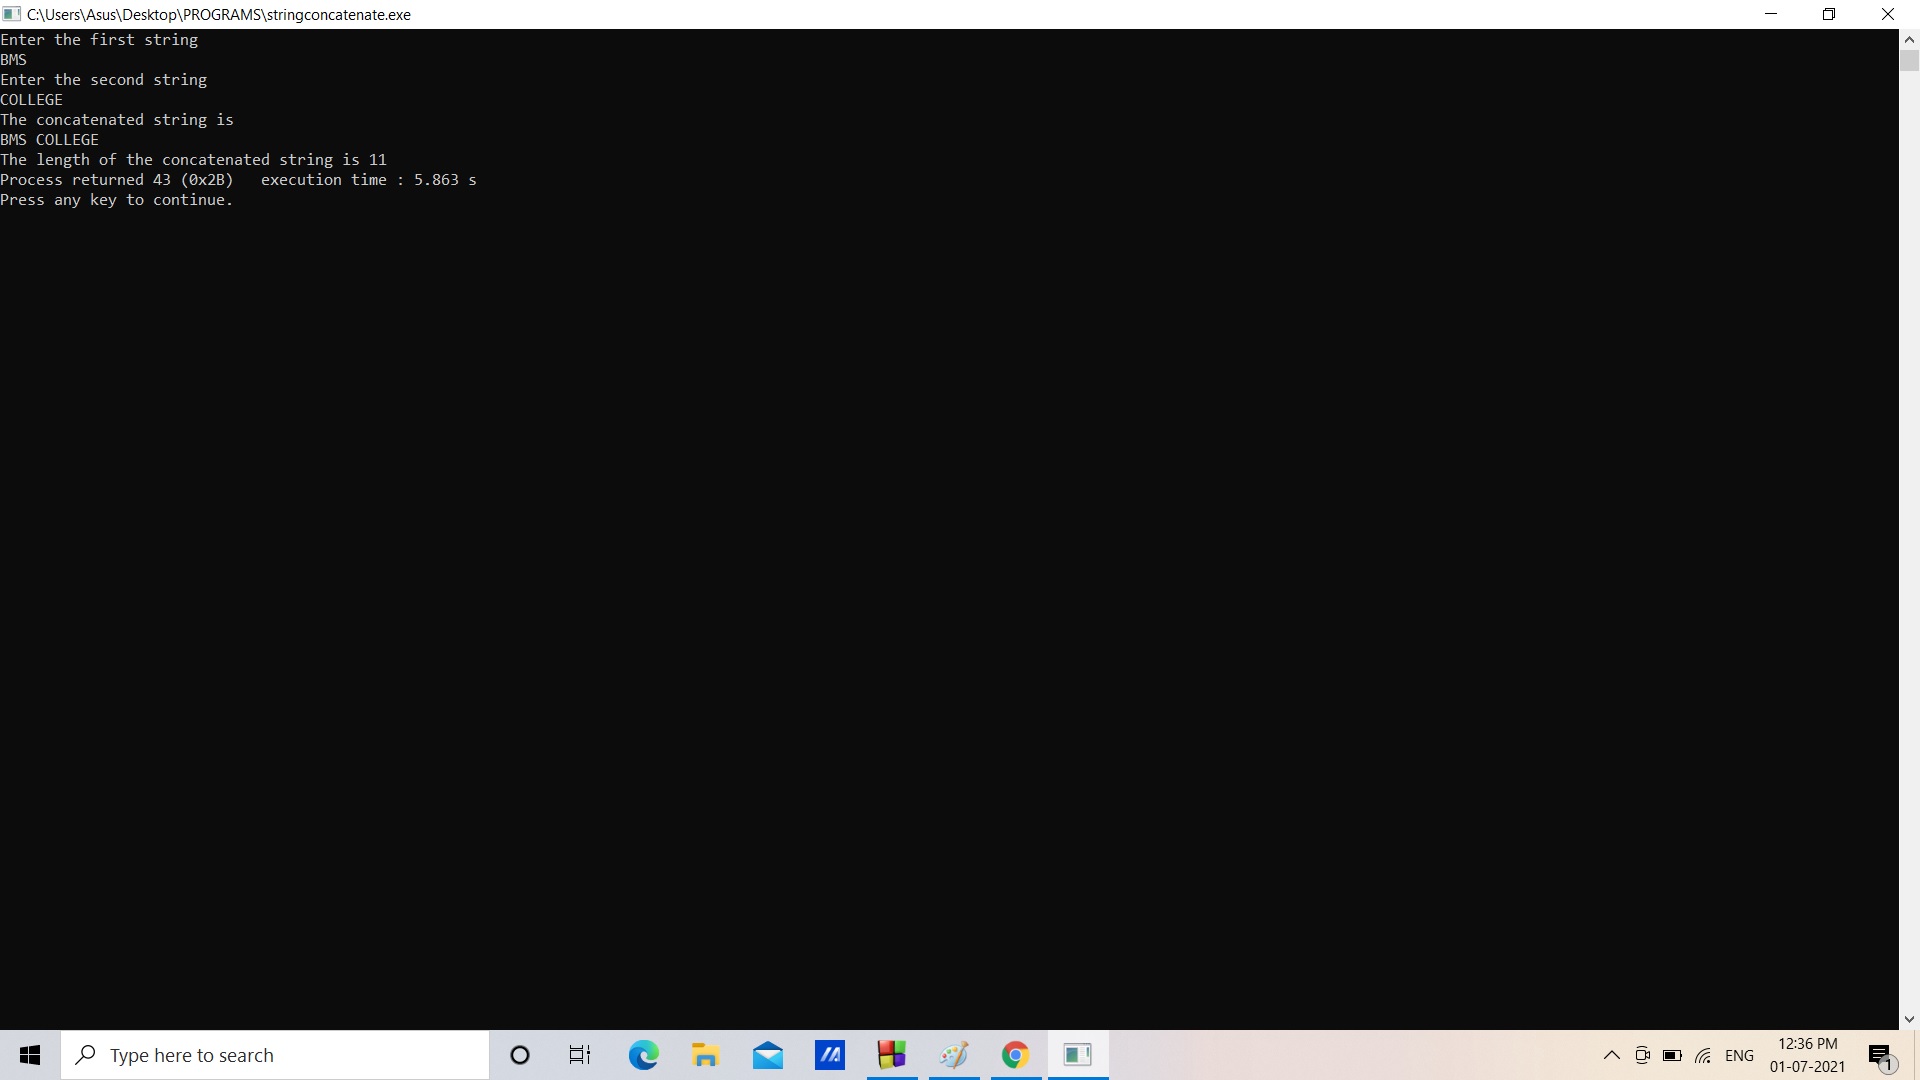 C:\Users\Asus\Desktop\PROGRAMS\stringconcatenate.exe
Enter the first string
BMS
Enter the second string
COLLEGE
The concatenated string is
BMS COLLEGE
The length of the concatenated string is 11
Process returned 43 (0x2B)   execution time : 5.863 s
Press any key to continue.
Type here to search
ENG
12:36 PM
01-07-2021
1